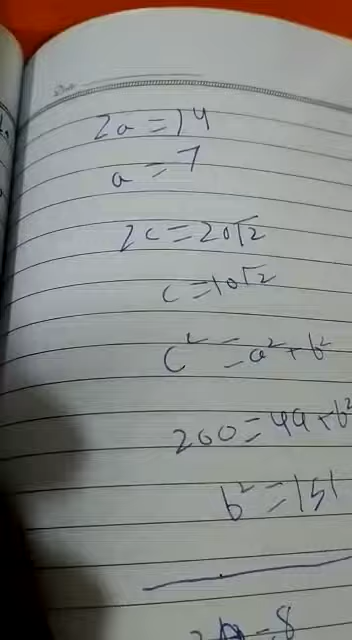 2a = 14
a = 7
2c = 20√2
c = 10√2
c² = a² + b²
200 = 49 + b²
b² = 151